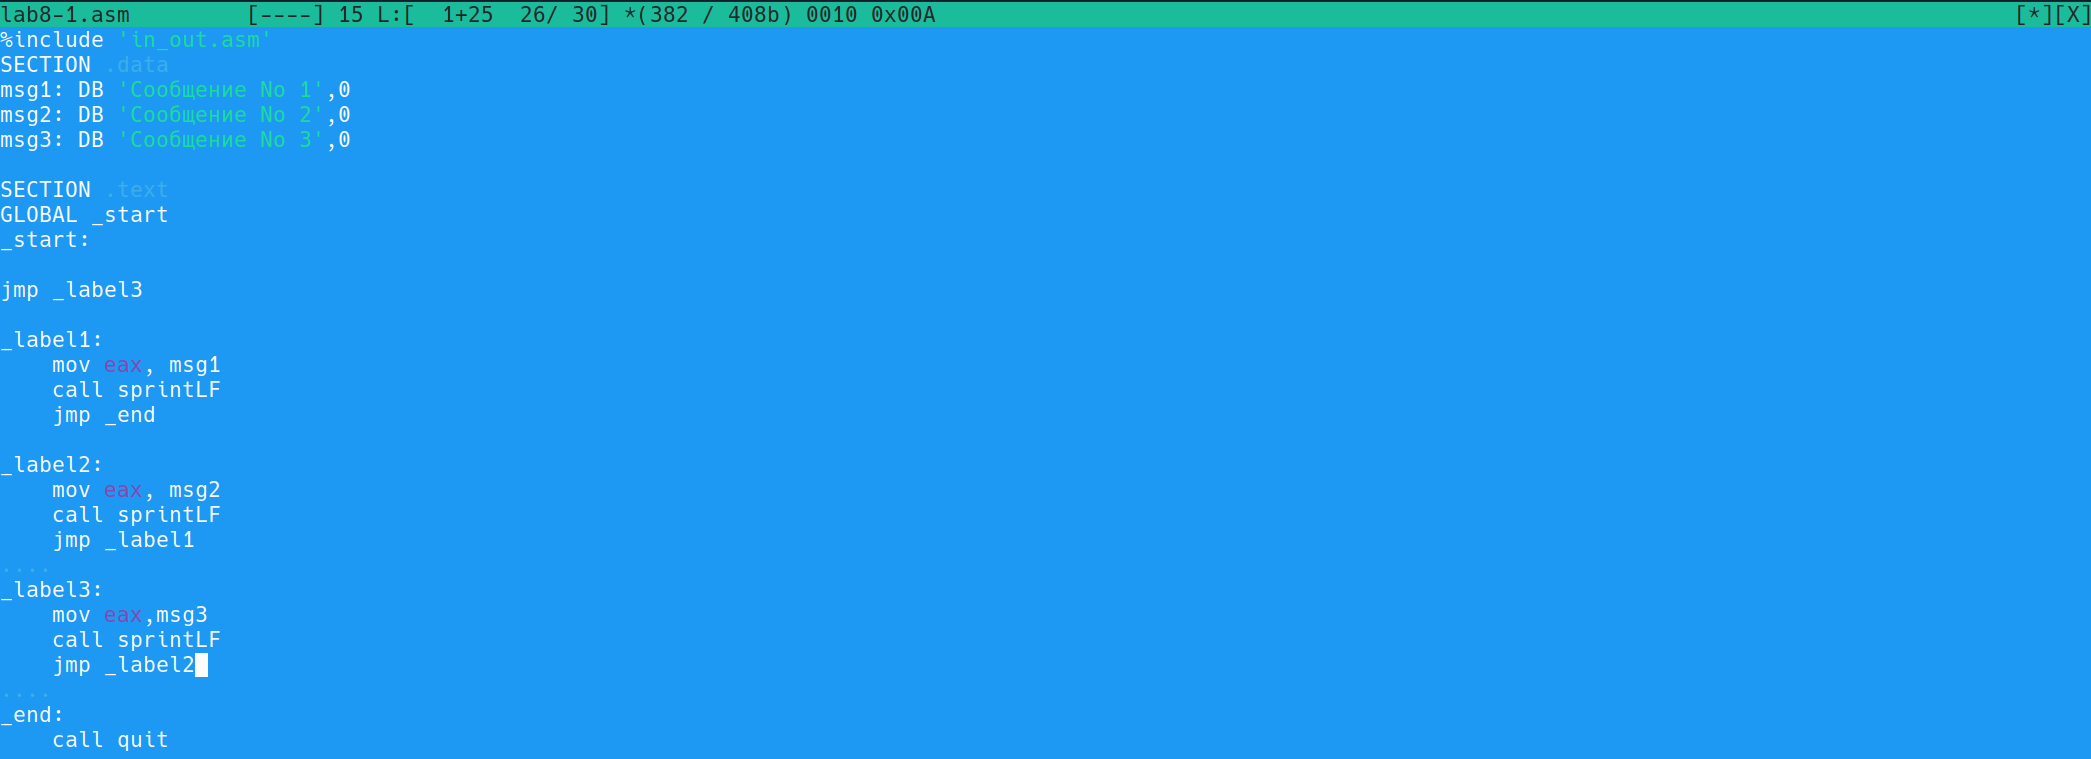 lab8-1.asm [----] 15 L:[ 1+25 26/ 30] *(382 / 408b) 0010 0x00A [*][X]
%include 'in_out.asm'
SECTION .data
msg1: DB 'Сообщение No 1',0
msg2: DB 'Сообщение No 2',0
msg3: DB 'Сообщение No 3',0
SECTION .text
GLOBAL _start
_start:
jmp _label3
_label1:
mov eax, msg1
call sprintLF
jmp _end
_label2:
mov eax, msg2
call sprintLF
jmp _label1
....
_label3:
mov eax,msg3
call sprintLF
jmp _label2
....
_end:
call quit